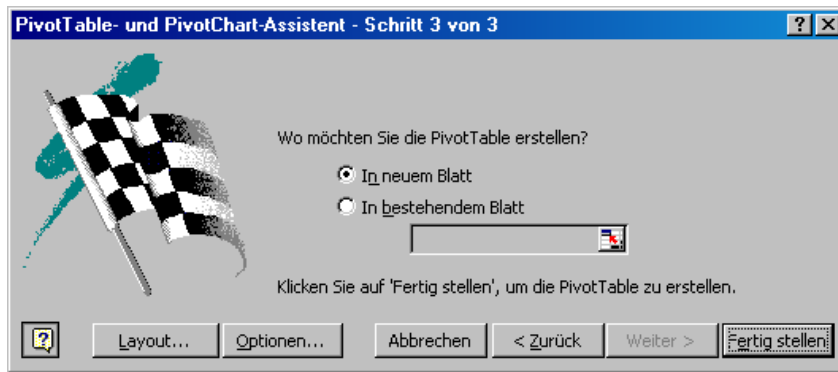 PivotTable- und PivotChart-Assistent - Schritt 3 von 3
Wo möchten Sie die PivotTable erstellen?
In neuem Blatt
In bestehendem Blatt
Klicken Sie auf 'Fertig stellen', um die PivotTable zu erstellen.
Layout... Optionen... Abbrechen < Zurück Weiter > Fertig stellen